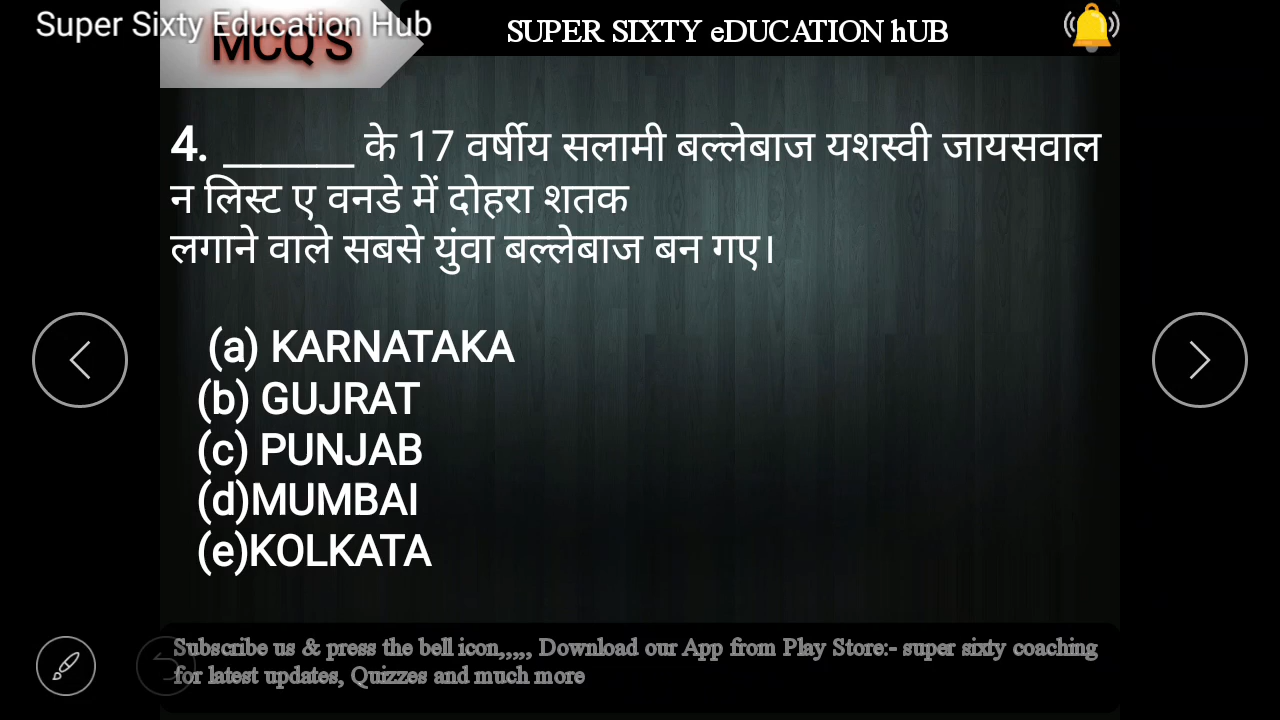 Super Sixty Education Hub
MCQ'S
SUPER SIXTY eDUCATION hUB
4. _______ के 17 वर्षीय सलामी बल्लेबाज यशस्वी जायसवाल
न लिस्ट ए वनडे में दोहरा शतक
लगाने वाले सबसे युंवा बल्लेबाज बन गए।
(a) KARNATAKA
(b) GUJRAT
(c) PUNJAB
(d)MUMBAI
(e)KOLKATA
Subscribe us & press the bell icon,,,,, Download our App from Play Store:- super sixty coaching
for latest updates, Quizzes and much more